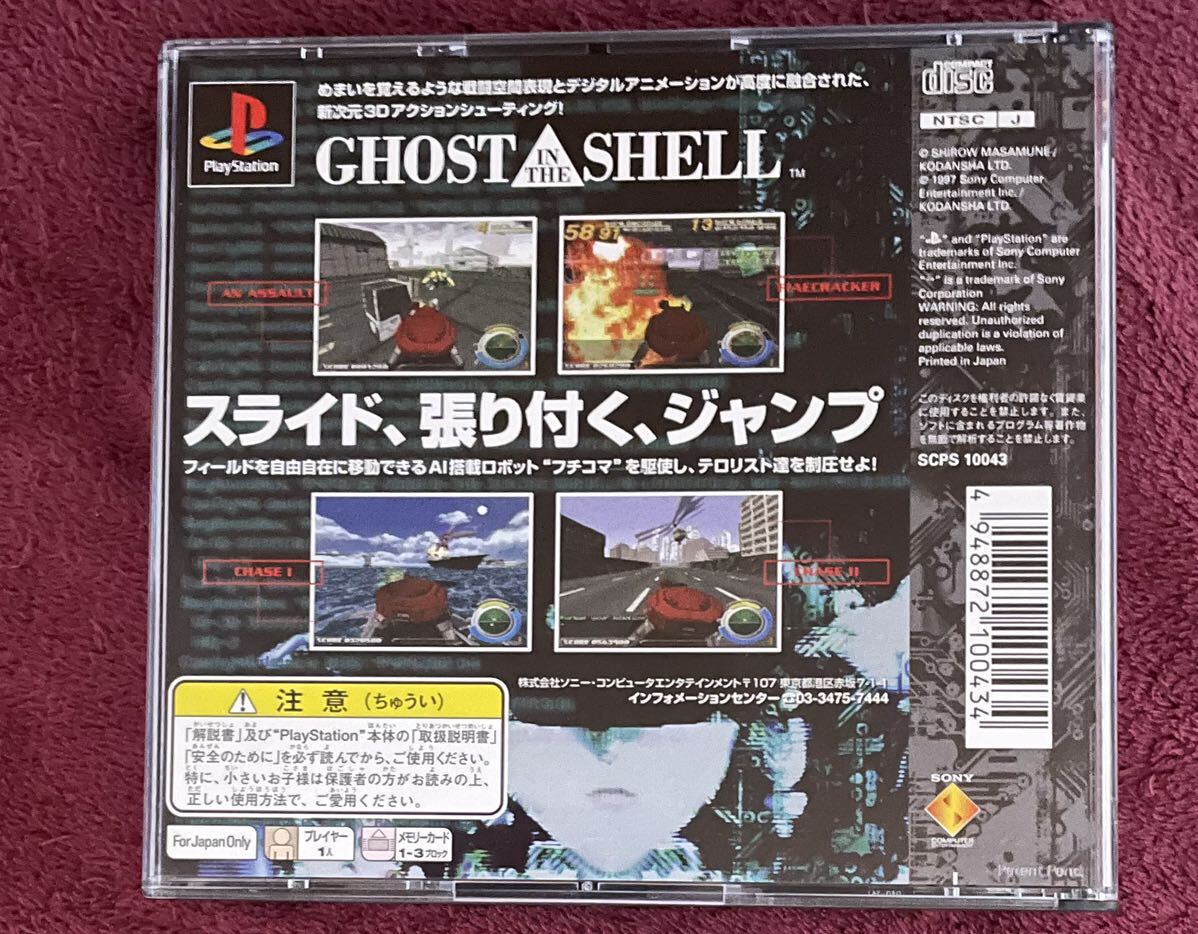 めまいを覚えるような戦闘空間表現とデジタルアニメーションが高度に融合された、
新次元3Dアクションシューティング!
PlayStation
GHOST IN THE SHELL ™
58 91
13
AN ASSAULT
スライド、張り付く、ジャンプ
フィールドを自由自在に移動できるAI搭載ロボット“フチコマ”を駆使し、テロリスト達を制圧せよ!
CHASE I
CHASE II
株式会社ソニー・コンピュータエンタテインメント〒107 東京都港区赤坂7-1-1
インフォメーションセンター☎03-3475-7444
注意(ちゅうい)
「解説書」及び“PlayStation”本体の「取扱説明書」
「安全のために」を必ず読んでから、ご使用ください。
特に、小さいお子様は保護者の方がお読みの上、
正しい使用方法で、ご愛用ください。
For Japan Only
プレイヤー
1人
メモリーカード
1-3ブロック
COMPACT
disc
NTSC J
© SHIROW MASAMUNE/
KODANSHA LTD.
© 1997 Sony Computer
Entertainment Inc./
KODANSHA LTD.
and "PlayStation" are
trademarks of Sony Computer
Entertainment Inc.
is a trademark of Sony
Corporation
WARNING: All rights
reserved. Unauthorized
duplication is a violation of
applicable laws.
Printed in Japan
このディスクを権利者の許諾なく賃貸業
に使用することを禁止します。また、
ソフトに含まれるプログラム等著作物
を無断で解析することを禁止します。
SCPS 10043
4 948872 100434
SONY
COMPUTER
Parent Pond